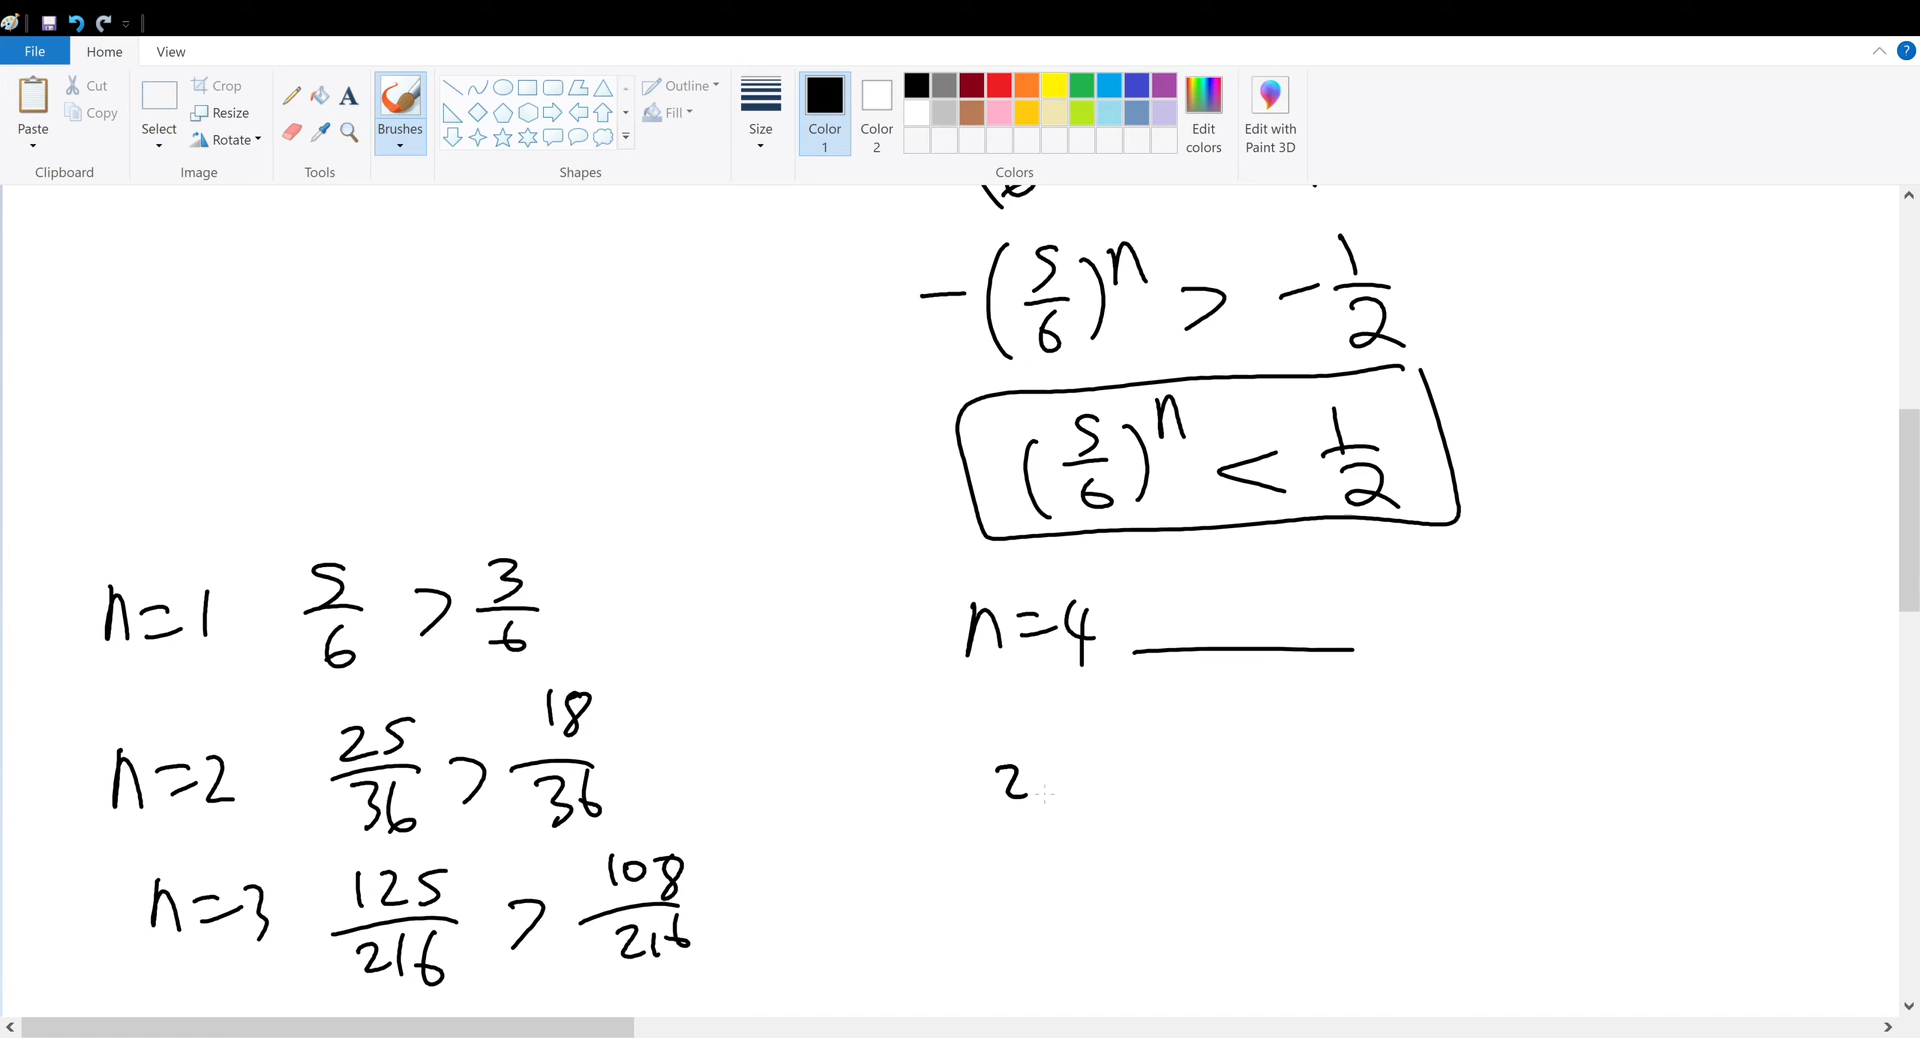 File Home View
Paste Cut Copy Clipboard
Select Crop Resize Rotate Image
Tools
A
Brushes
Shapes
Outline Fill
Size
Color 1
Color 2
Edit colors
Colors
Edit with Paint 3D
?
-(5/6)^n > -1/2
(5/6)^n < 1/2
n=1 5/6 > 3/6
n=4
n=2 25/36 > 18/36
2
n=3 125/216 > 108/216